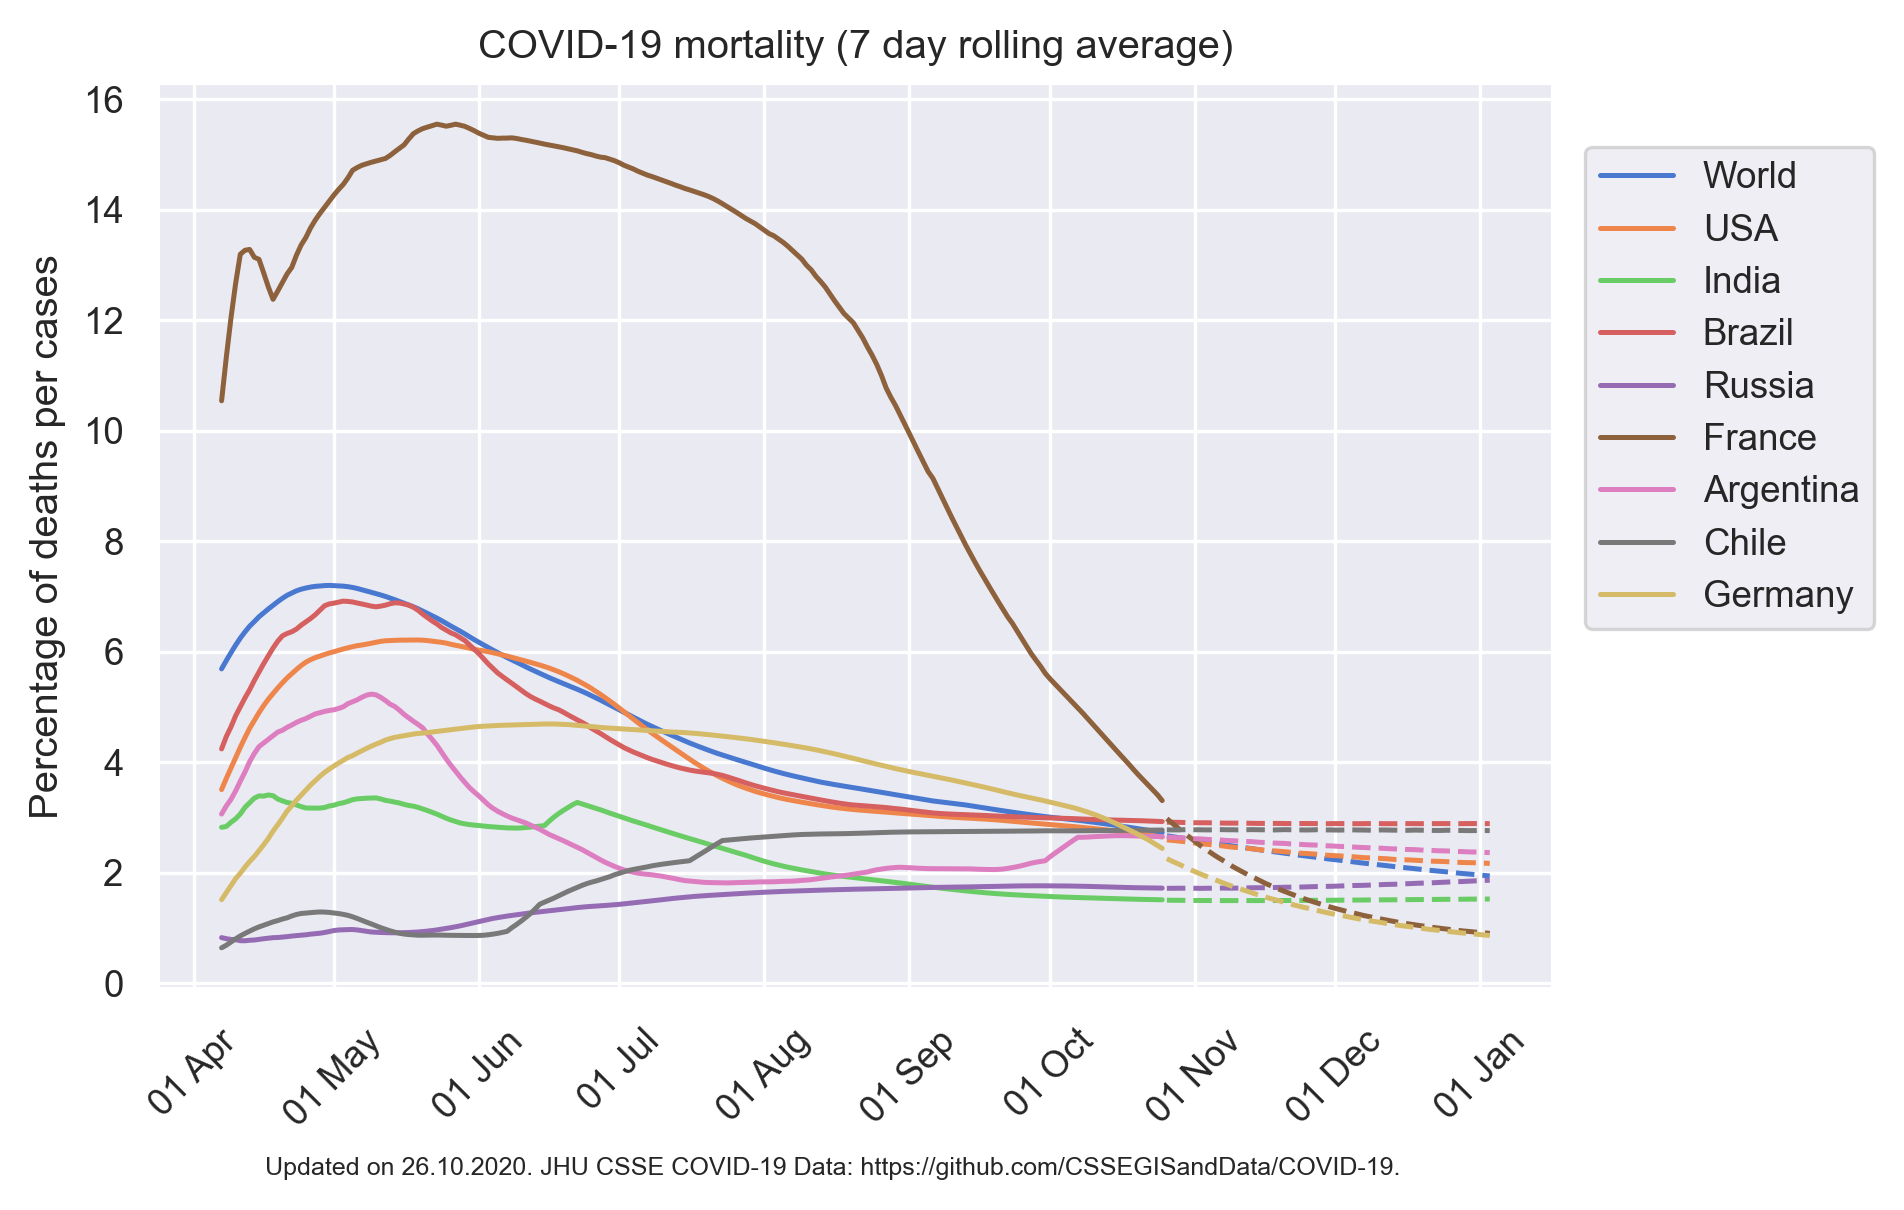 COVID-19 mortality (7 day rolling average)
Percentage of deaths per cases
16
14
12
10
8
6
4
2
0
01 Apr
01 May
01 Jun
01 Jul
01 Aug
01 Sep
01 Oct
01 Nov
01 Dec
01 Jan
World
USA
India
Brazil
Russia
France
Argentina
Chile
Germany
Updated on 26.10.2020. JHU CSSE COVID-19 Data: https://github.com/CSSEGISandData/COVID-19.